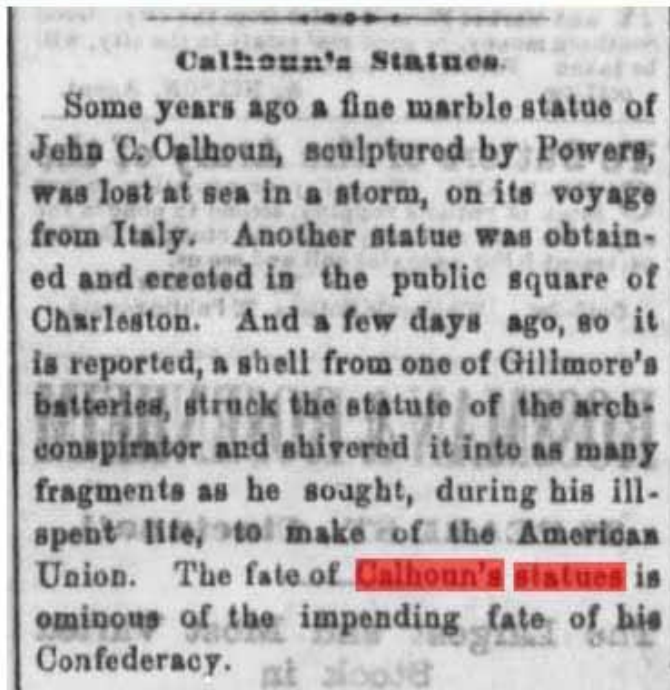 Calhoun's Statues.
Some years ago a fine marble statue of
John C. Calhoun, sculptured by Powers,
was lost at sea in a storm, on its voyage
from Italy. Another statue was obtain-
ed and erected in the public square of
Charleston. And a few days ago, so it
is reported, a shell from one of Gillmore's
batteries, struck the statute of the arch-
conspirator and shivered it into as many
fragments as he sought, during his ill-
spent life, to make of the American
Union. The fate of Calhoun's statues is
ominous of the impending fate of his
Confederacy.